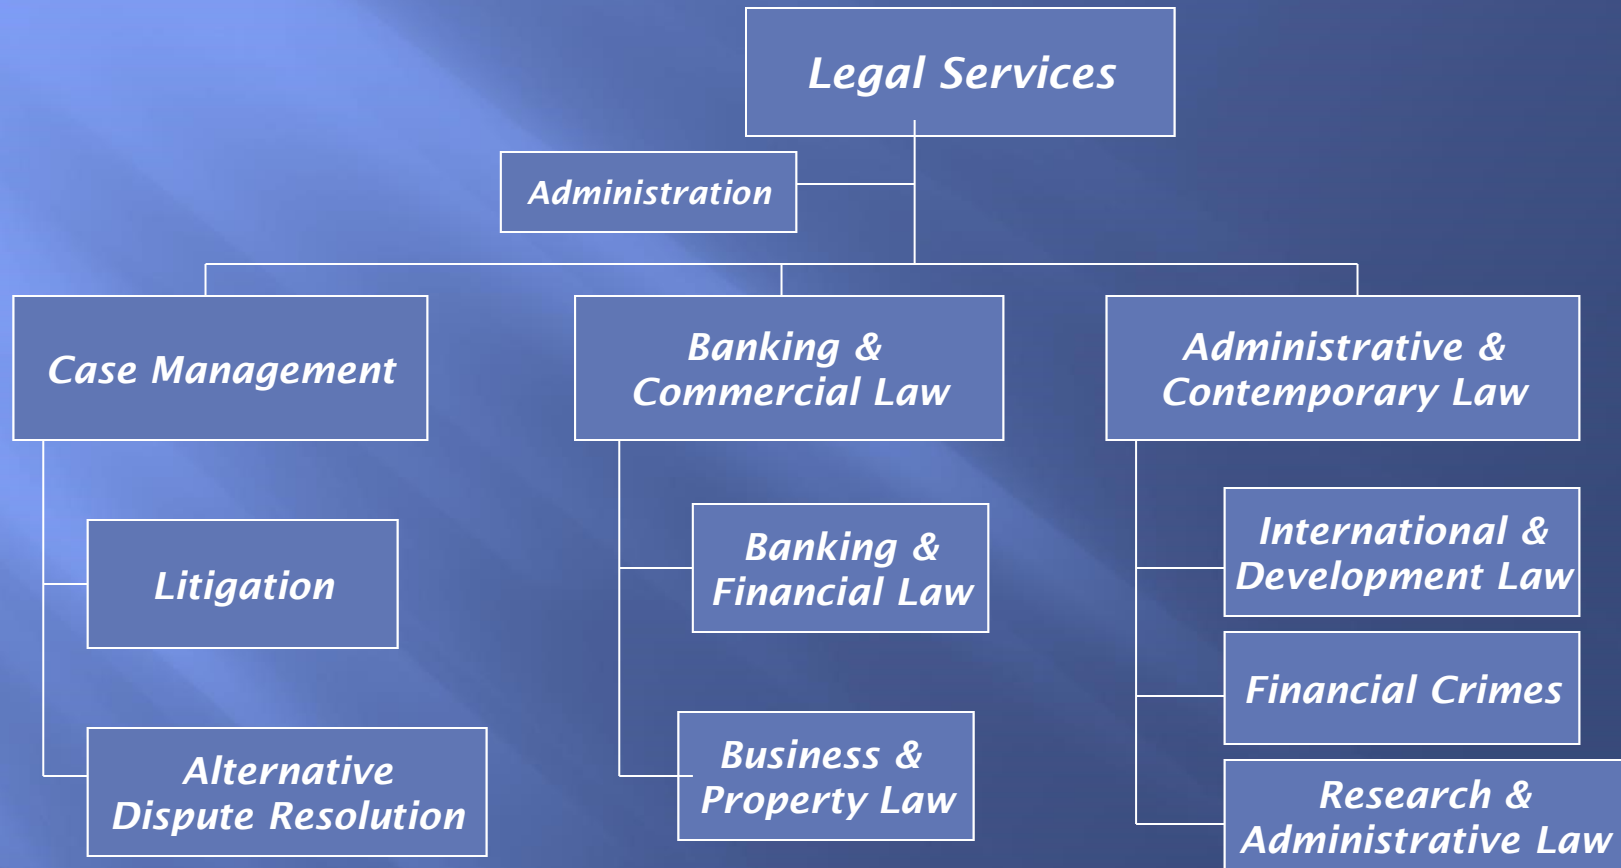 Legal Services
Administration
Case Management
Banking &
Commercial Law
Administrative &
Contemporary Law
Litigation
Alternative
Dispute Resolution
Banking &
Financial Law
Business &
Property Law
International &
Development Law
Financial Crimes
Research &
Administrative Law